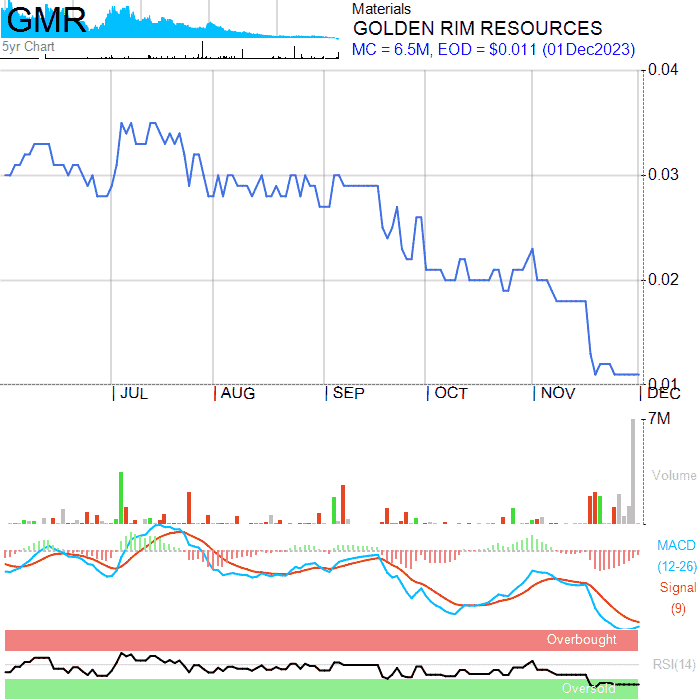 GMR
5yr Chart
Materials
GOLDEN RIM RESOURCES
MC = 6.5M, EOD = $0.011 (01Dec2023)
0.04
0.03
0.02
0.01
JUL AUG SEP OCT NOV DEC
7M
Volume
MACD
(12-26)
Signal
(9)
Overbought
RSI(14)
Oversold